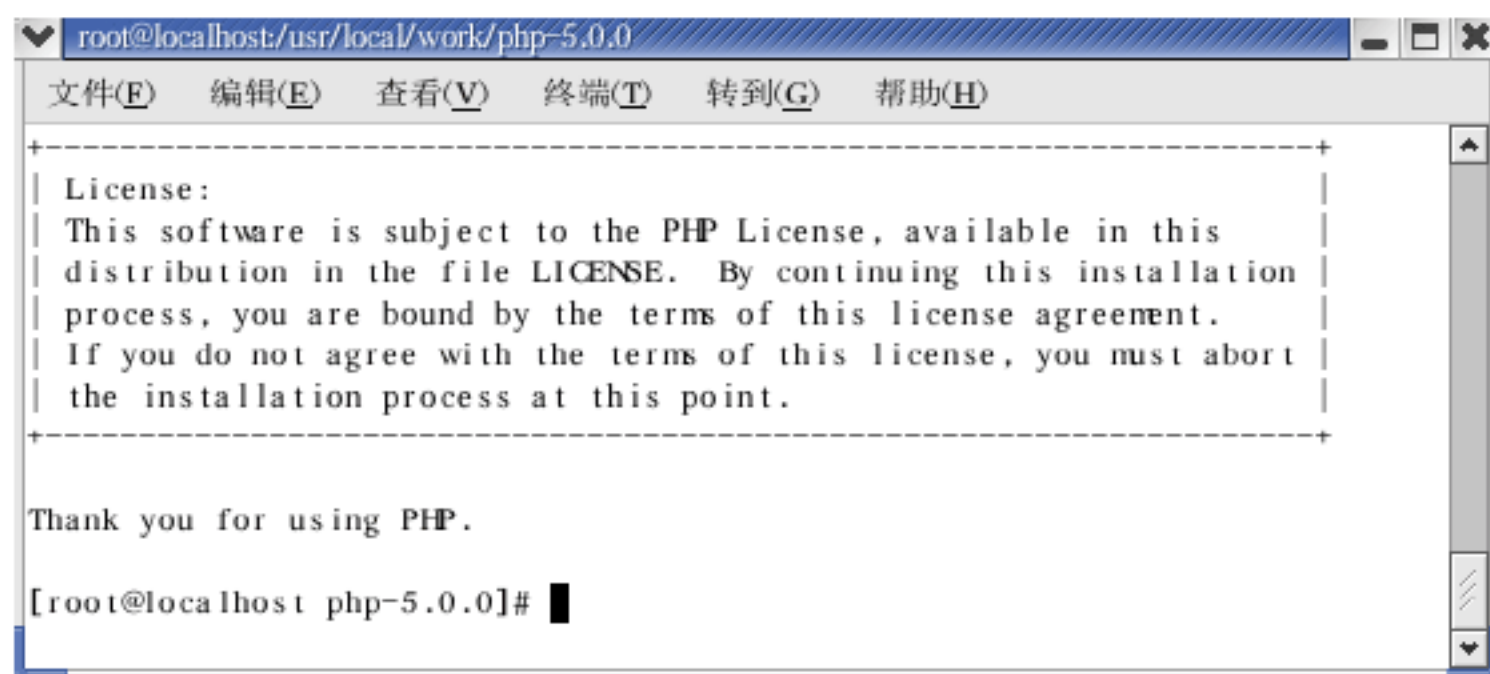 root@localhost:/usr/local/work/php-5.0.0
文件(F) 编辑(E) 查看(V) 终端(T) 转到(G) 帮助(H)
+--------------------------------------------------------------------+
| License: |
| This software is subject to the PHP License, available in this |
| distribution in the file LICENSE.  By continuing this installation |
| process, you are bound by the terms of this license agreement. |
| If you do not agree with the terms of this license, you must abort |
| the installation process at this point. |
+--------------------------------------------------------------------+
Thank you for using PHP.
[root@localhost php-5.0.0]#